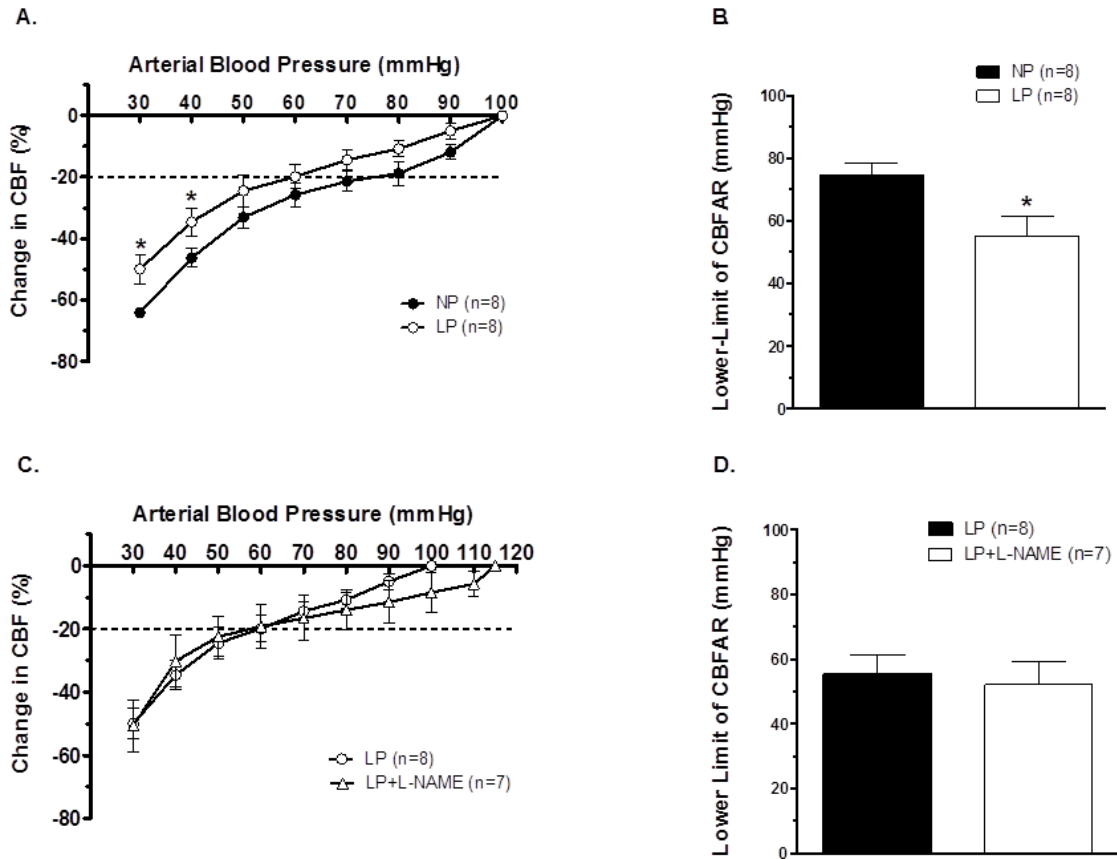 A.
Arterial Blood Pressure (mmHg)
30 40 50 60 70 80 90 100
0
-20
-40
-60
-80
Change in CBF (%)
*
*
NP (n=8)
LP (n=8)
B.
NP (n=8)
LP (n=8)
100
80
60
40
20
0
Lower-Limit of CBFAR (mmHg)
*
C.
Arterial Blood Pressure (mmHg)
30 40 50 60 70 80 90 100 110 120
0
-20
-40
-60
-80
Change in CBF (%)
LP (n=8)
LP+L-NAME (n=7)
D.
LP (n=8)
LP+L-NAME (n=7)
100
80
60
40
20
0
Lower Limit of CBFAR (mmHg)